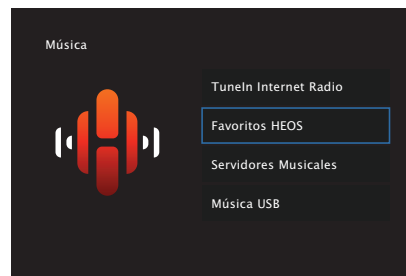 Música
TuneIn Internet Radio
Favoritos HEOS
Servidores Musicales
Música USB